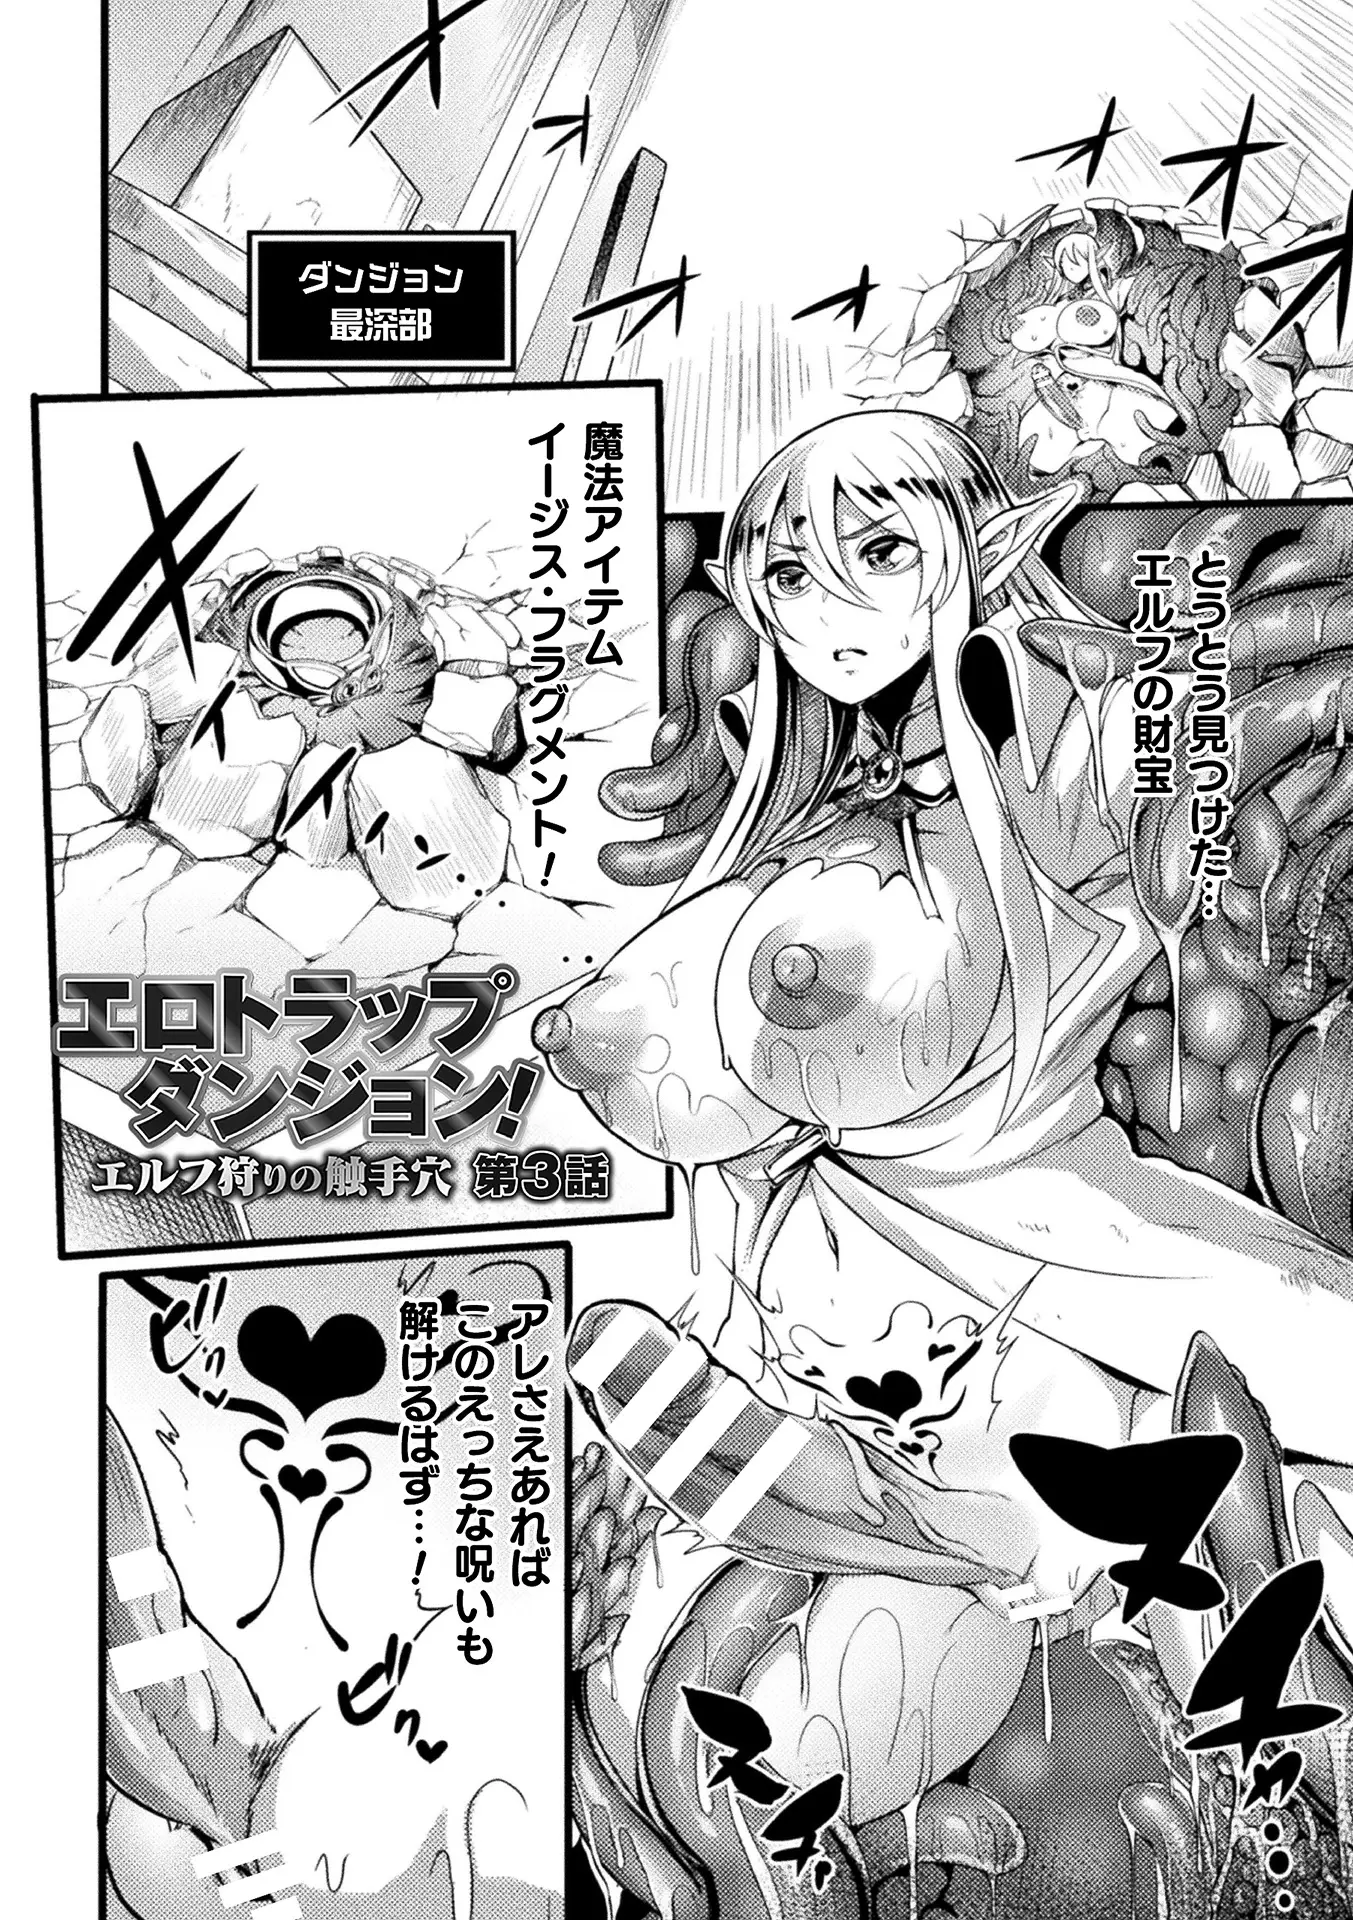 ダンジョン
最深部
とうとう見つけた…
エルフの財宝
魔法アイテム
イージス・フラグメント！
エロトラップ
ダンジョン！
エルフ狩りの触手穴 第3話
アレさえあれば
このえっちな呪いも
解けるはず…！
ビクッ
ビクッ